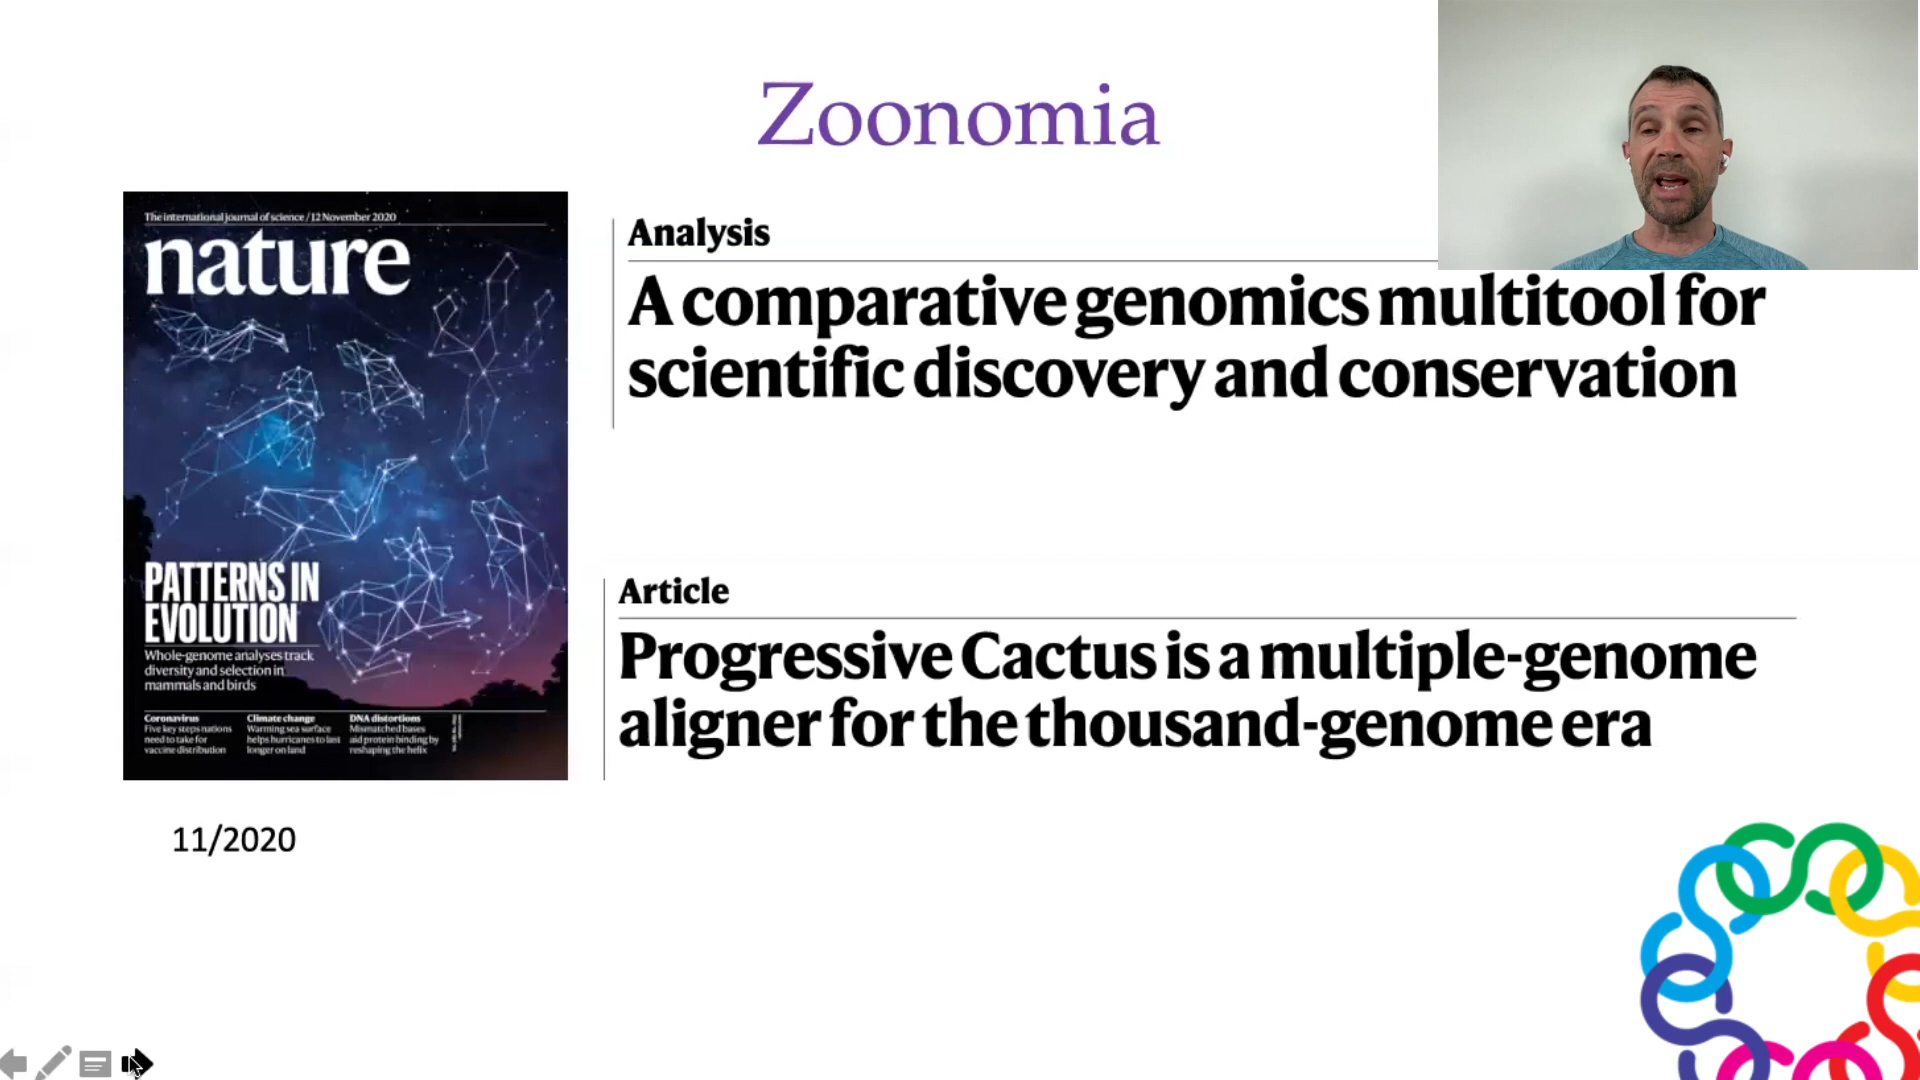 Zoonomia
The international journal of science / 12 November 2020
nature
PATTERNS IN
EVOLUTION
Whole-genome analyses track
diversity and selection in
mammals and birds
Coronavirus
Five key steps nations
need to take for
vaccine distribution
Climate change
Warming sea surface
helps hurricanes to last
longer on land
DNA distortions
Mismatched bases
aid protein binding by
reshaping the helix
11/2020
Analysis
A comparative genomics multitool for
scientific discovery and conservation
Article
Progressive Cactus is a multiple-genome
aligner for the thousand-genome era